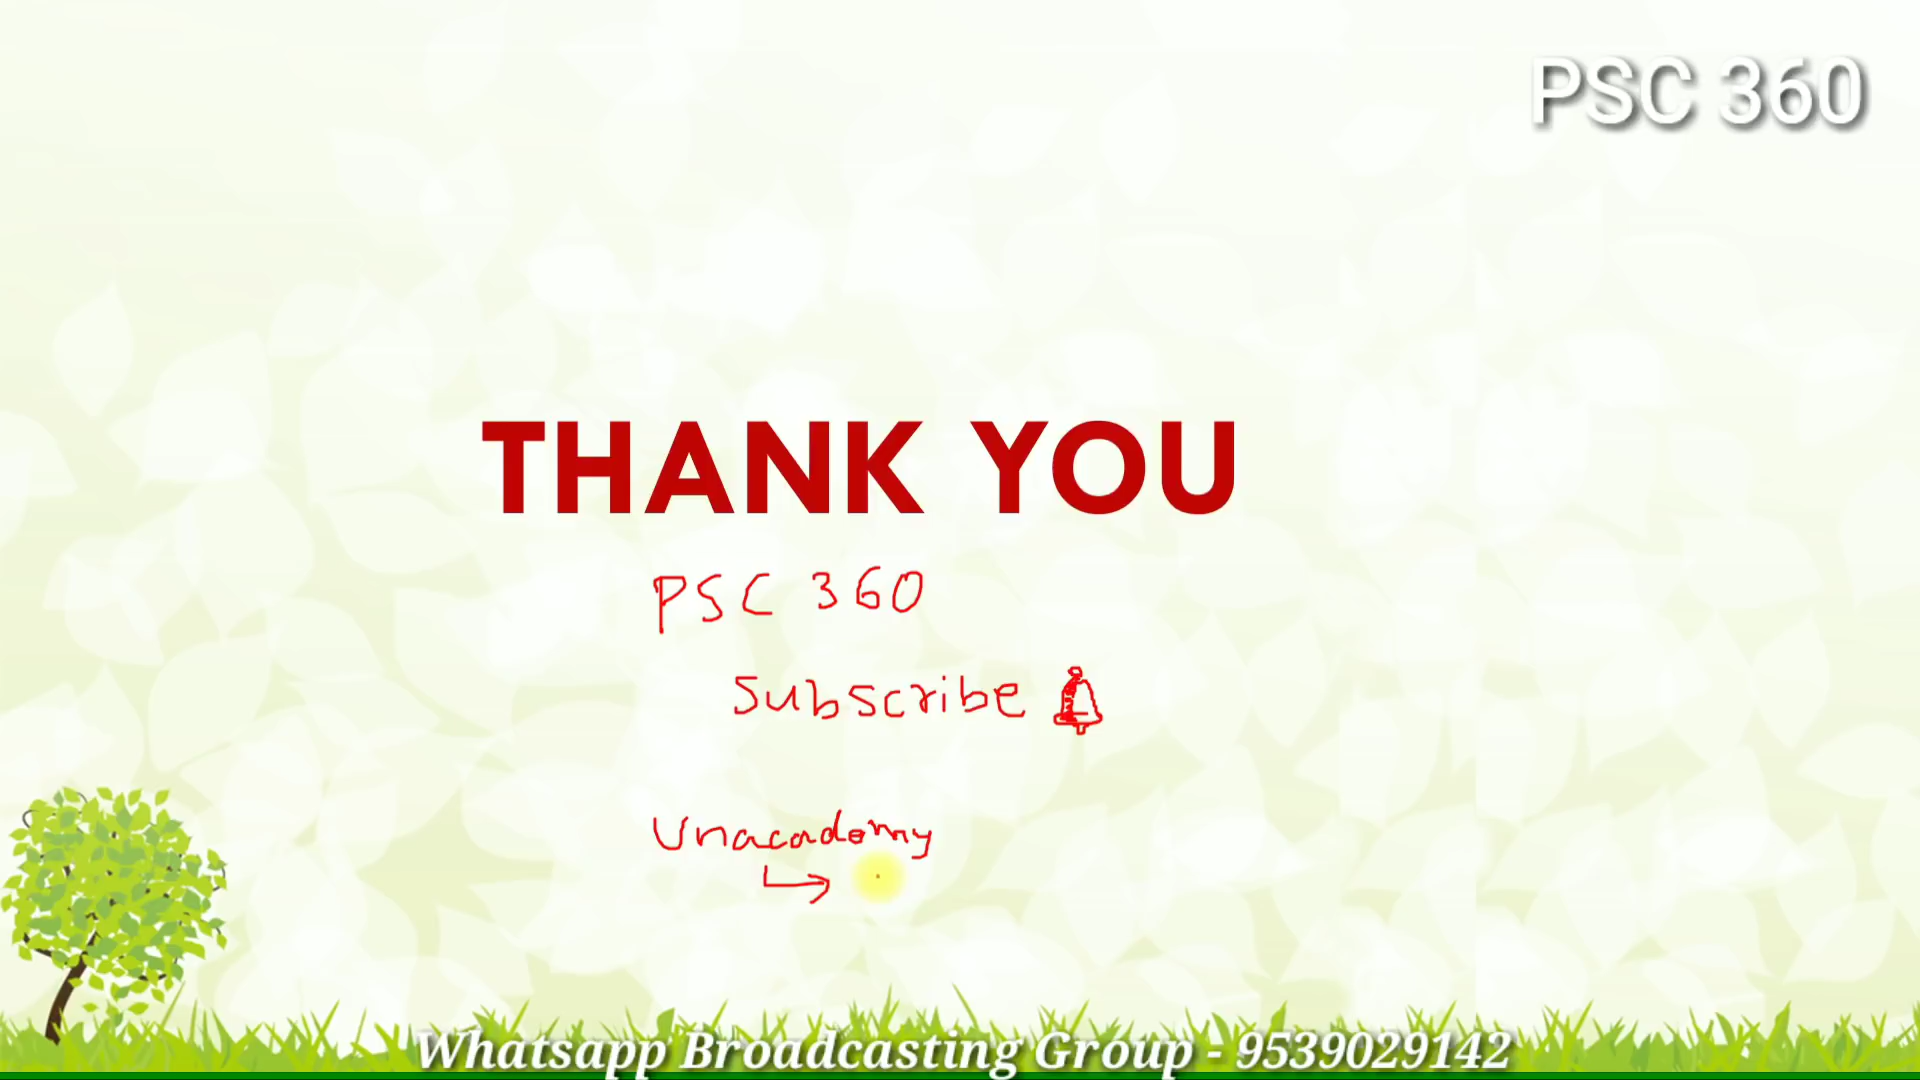 PSC 360
THANK YOU
PSC 360
Subscribe
Unacademy
Whatsapp Broadcasting Group - 9539029142